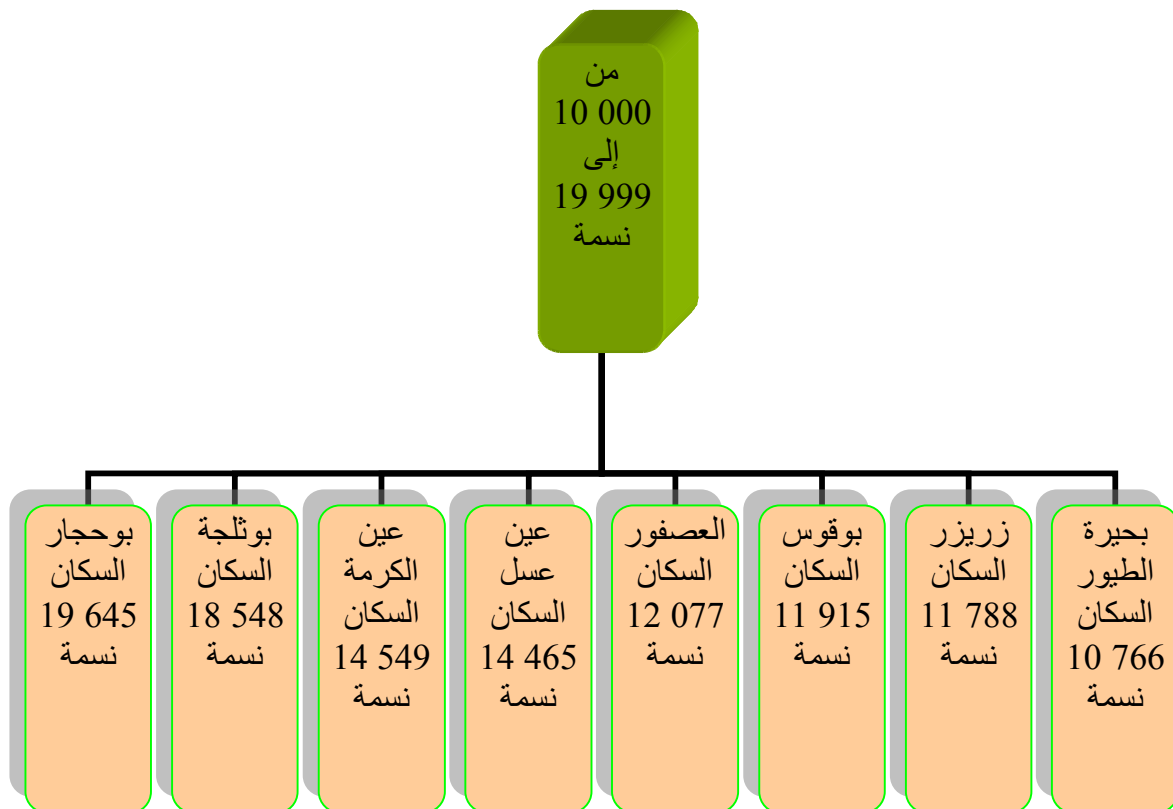 من
10 000
إلى
19 999
نسمة
بحيرة
الطيور
السكان
10 766
نسمة
زريزر
السكان
11 788
نسمة
بوقوس
السكان
11 915
نسمة
العصفور
السكان
12 077
نسمة
عين
عسل
السكان
14 465
نسمة
عين
الكرمة
السكان
14 549
نسمة
بوثلجة
السكان
18 548
نسمة
بوحجار
السكان
19 645
نسمة